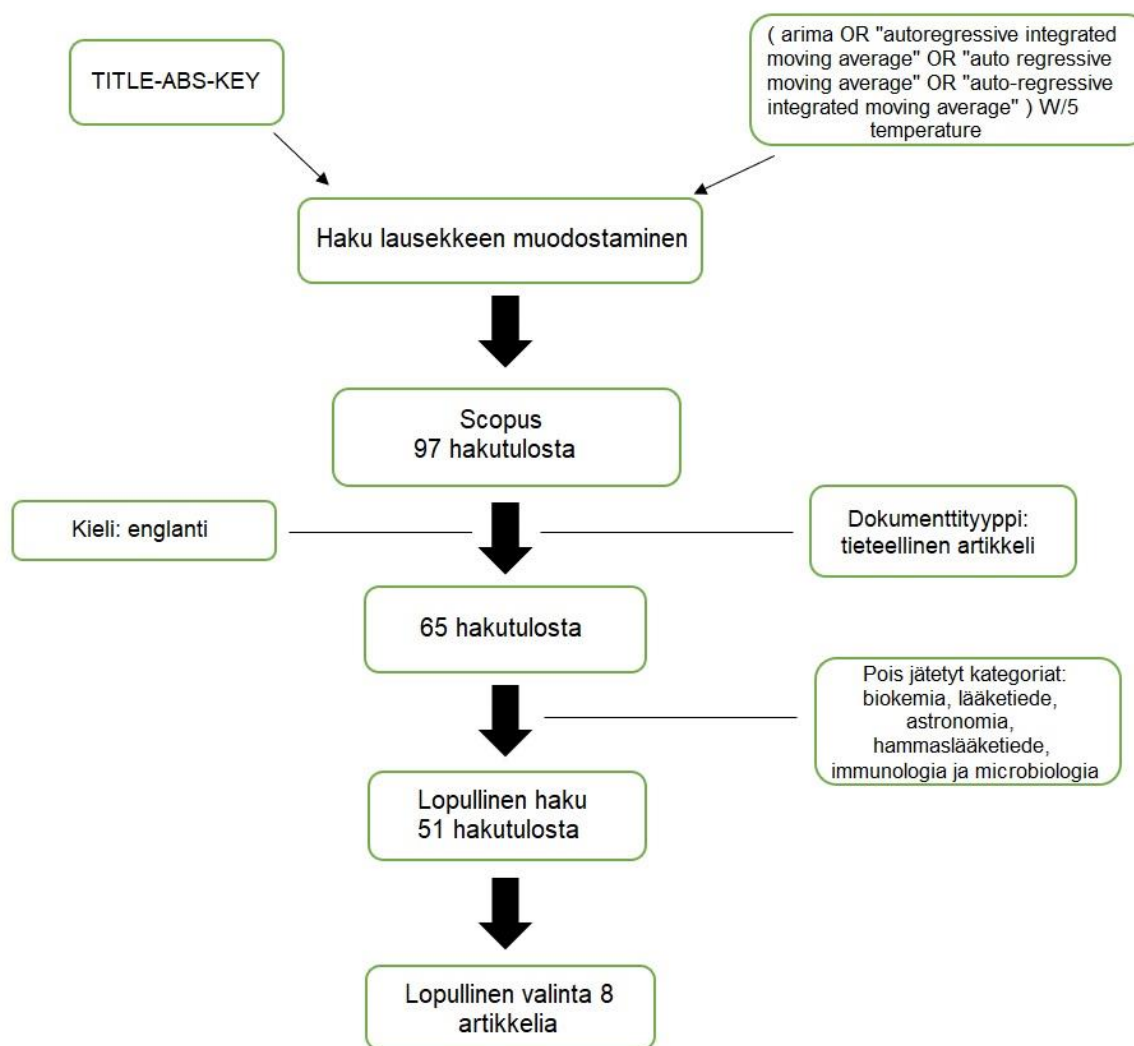 TITLE-ABS-KEY
( arima OR "autoregressive integrated
moving average" OR "auto regressive
moving average" OR "auto-regressive
integrated moving average" ) W/5
temperature
Haku lausekkeen muodostaminen
Scopus
97 hakutulosta
Kieli: englanti
Dokumenttityyppi:
tieteellinen artikkeli
65 hakutulosta
Pois jätetyt kategoriat:
biokemia, lååketiede,
astronomia,
hammaslååketiede,
immunologia ja microbiologia
Lopullinen haku
51 hakutulosta
Lopullinen valinta 8
artikkelia